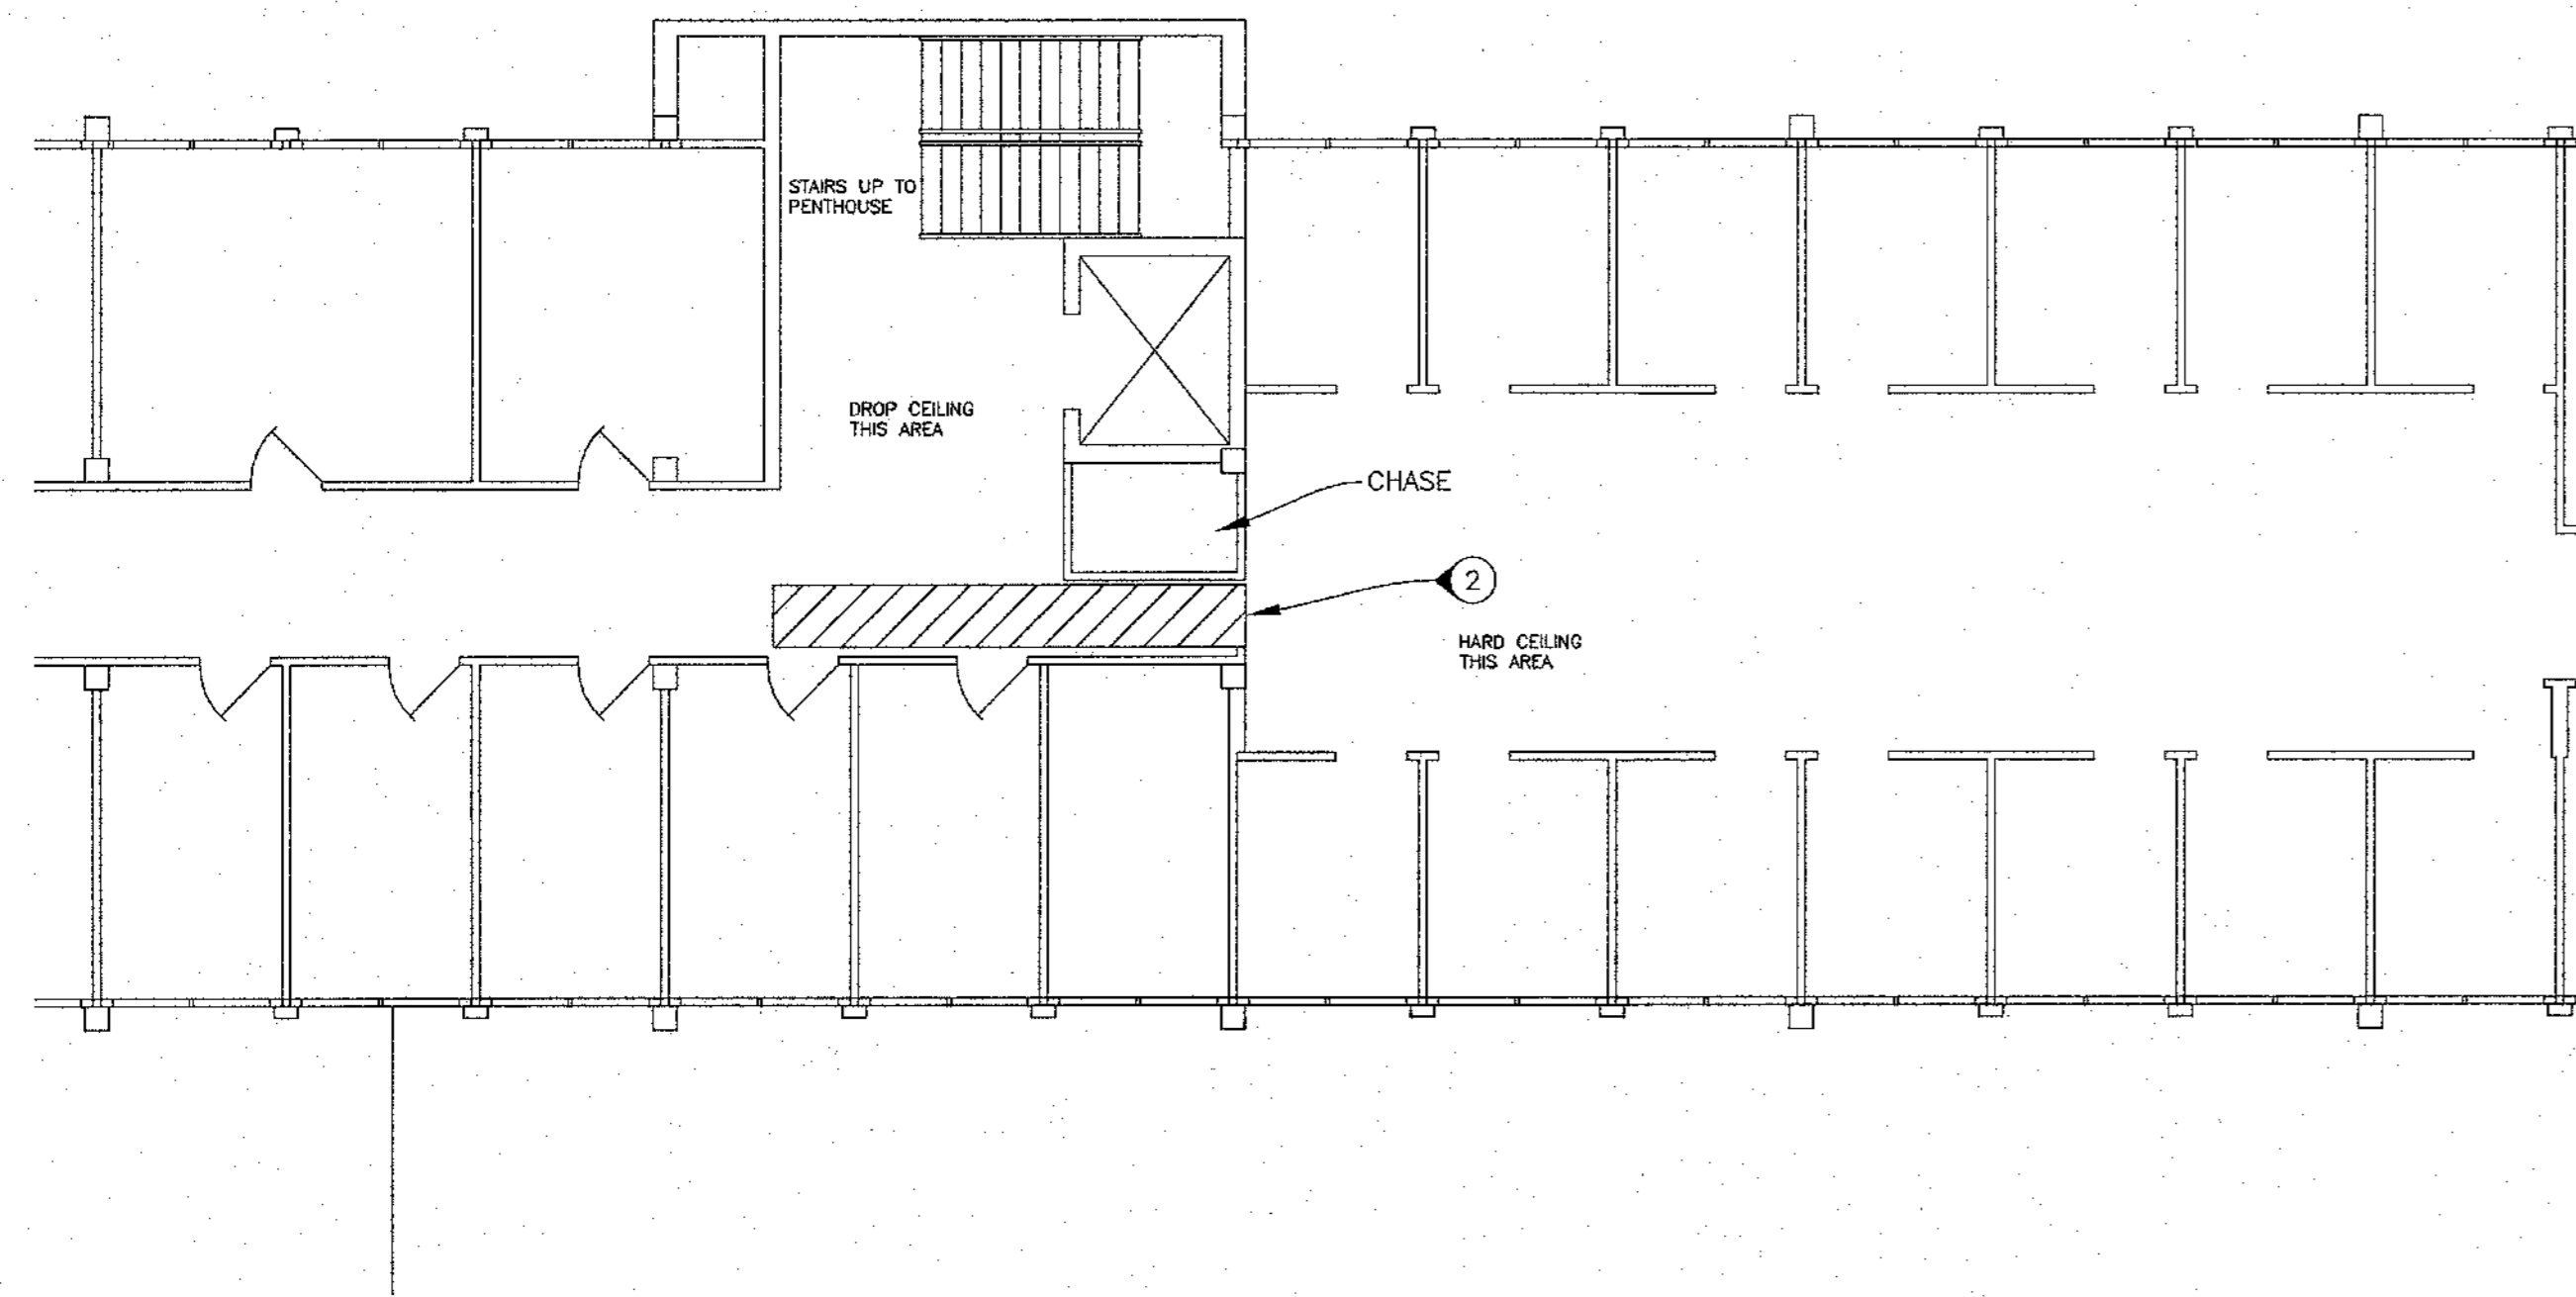 STAIRS UP TO
PENTHOUSE
DROP CEILING
THIS AREA
CHASE
2
HARD CEILING
THIS AREA